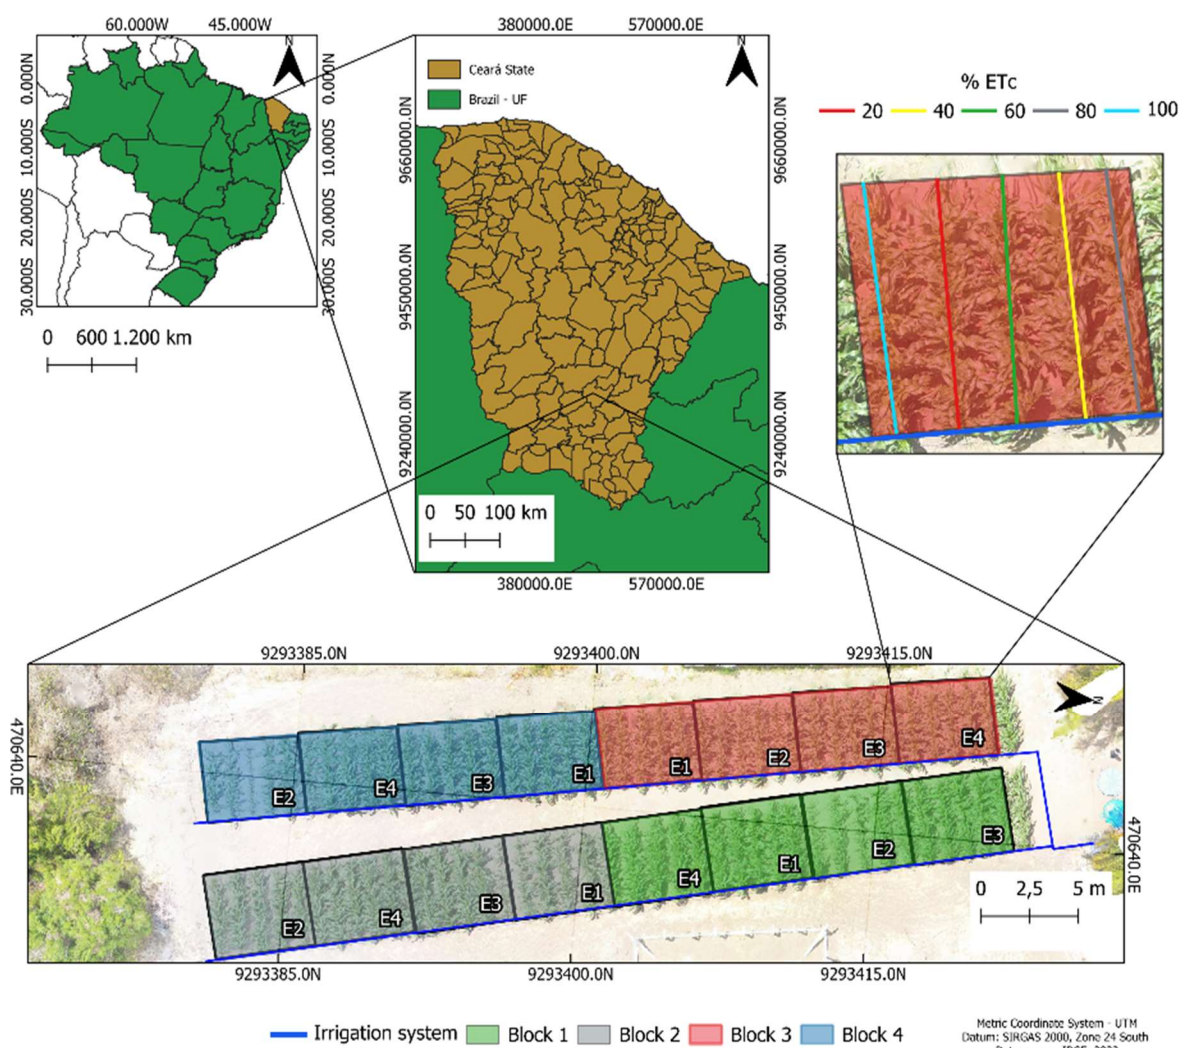 60.000W 45.000W
N
0.000N
10.000S
20.000S
30.000S
0.000N
10.000S
20.000S
30.000S
0 600 1.200 km
380000.0E 570000.0E
N
Ceará State
Brazil - UF
9660000.0N
9450000.0N
9240000.0N
9660000.0N
9450000.0N
9240000.0N
0 50 100 km
380000.0E 570000.0E
% ETc
20 40 60 80 100
9293385.0N 9293400.0N 9293415.0N
470640.0E
N
E2 E4 E3 E1 E1 E2 E3 E4
E2 E4 E3 E1 E4 E1 E2 E3
470640.0E
0 2,5 5 m
9293385.0N 9293400.0N 9293415.0N
Irrigation system Block 1 Block 2 Block 3 Block 4
Metric Coordinate System - UTM
Datum: SIRGAS 2000, Zone 24 South